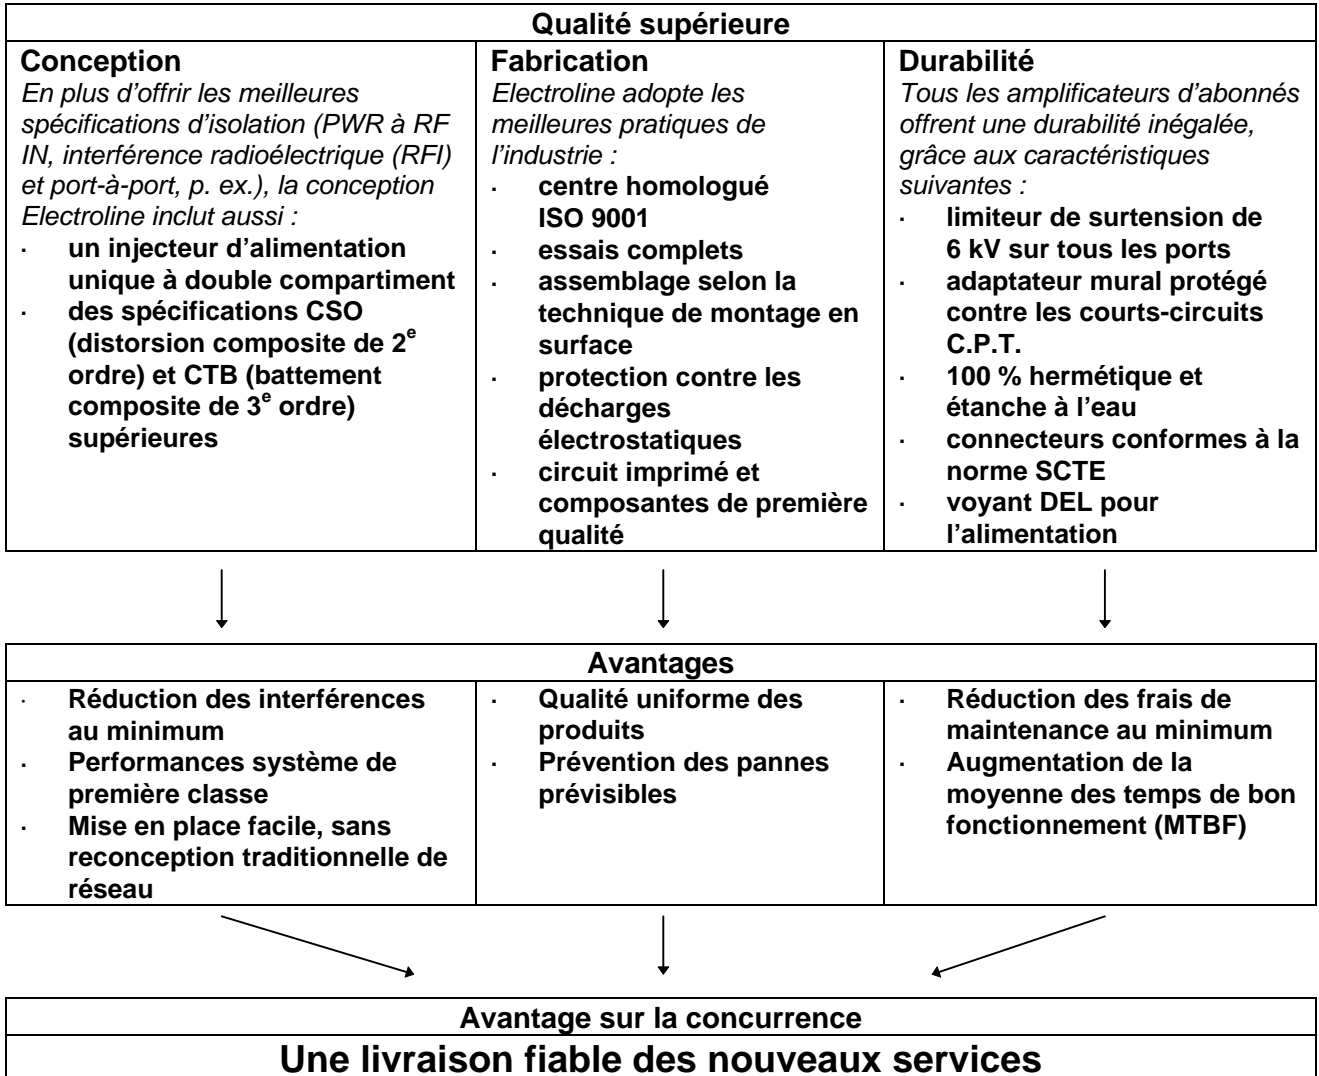 Qualité supérieure
Conception
En plus d’offrir les meilleures
spécifications d’isolation (PWR à RF
IN, interférence radioélectrique (RFI)
et port-à-port, p. ex.), la conception
Electroline inclut aussi :
· un injecteur d’alimentation
unique à double compartiment
· des spécifications CSO
(distorsion composite de 2e
ordre) et CTB (battement
composite de 3e ordre)
supérieures
Fabrication
Electroline adopte les
meilleures pratiques de
l’industrie :
· centre homologué
ISO 9001
· essais complets
· assemblage selon la
technique de montage en
surface
· protection contre les
décharges
électrostatiques
· circuit imprimé et
composantes de première
qualité
Durabilité
Tous les amplificateurs d’abonnés
offrent une durabilité inégalée,
grâce aux caractéristiques
suivantes :
· limiteur de surtension de
6 kV sur tous les ports
· adaptateur mural protégé
contre les courts-circuits
C.P.T.
· 100 % hermétique et
étanche à l’eau
· connecteurs conformes à la
norme SCTE
· voyant DEL pour
l’alimentation
Avantages
· Réduction des interférences
au minimum
· Performances système de
première classe
· Mise en place facile, sans
reconception traditionnelle de
réseau
· Qualité uniforme des
produits
· Prévention des pannes
prévisibles
· Réduction des frais de
maintenance au minimum
· Augmentation de la
moyenne des temps de bon
fonctionnement (MTBF)
Avantage sur la concurrence
Une livraison fiable des nouveaux services